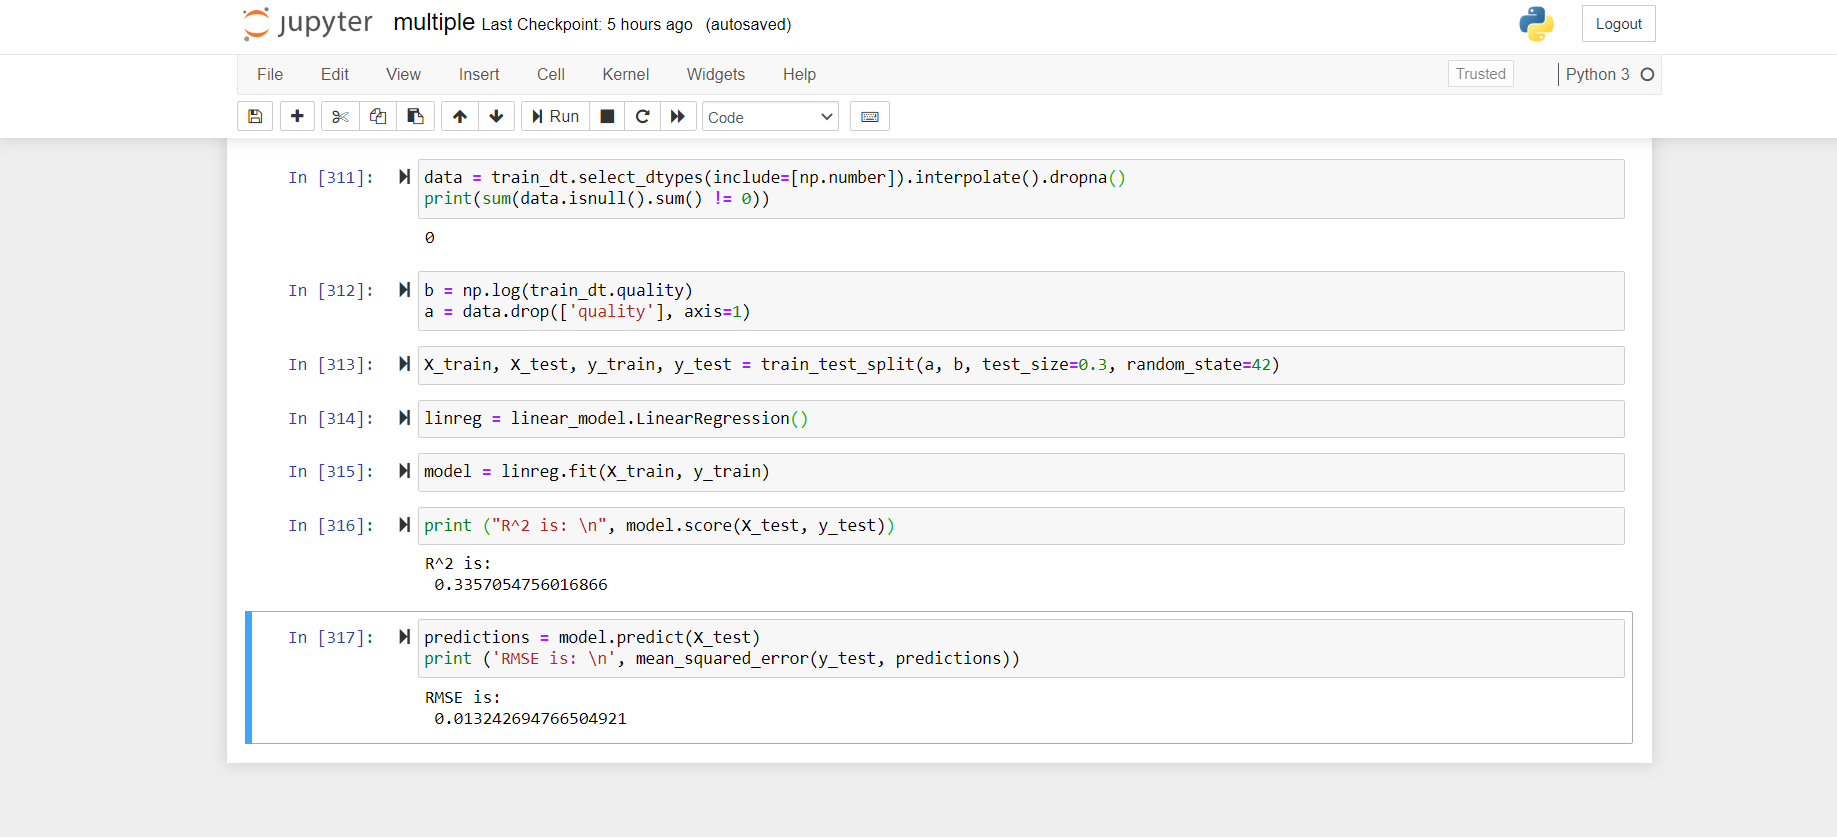 jupyter multiple Last Checkpoint: 5 hours ago (autosaved)
Logout
File Edit View Insert Cell Kernel Widgets Help
Trusted
Python 3
Run
Code
In [311]:
data = train_dt.select_dtypes(include=[np.number]).interpolate().dropna()
print(sum(data.isnull().sum() != 0))
0
In [312]:
b = np.log(train_dt.quality)
a = data.drop(['quality'], axis=1)
In [313]:
X_train, X_test, y_train, y_test = train_test_split(a, b, test_size=0.3, random_state=42)
In [314]:
linreg = linear_model.LinearRegression()
In [315]:
model = linreg.fit(X_train, y_train)
In [316]:
print ("R^2 is: \n", model.score(X_test, y_test))
R^2 is:
0.3357054756016866
In [317]:
predictions = model.predict(X_test)
print ('RMSE is: \n', mean_squared_error(y_test, predictions))
RMSE is:
0.013242694766504921